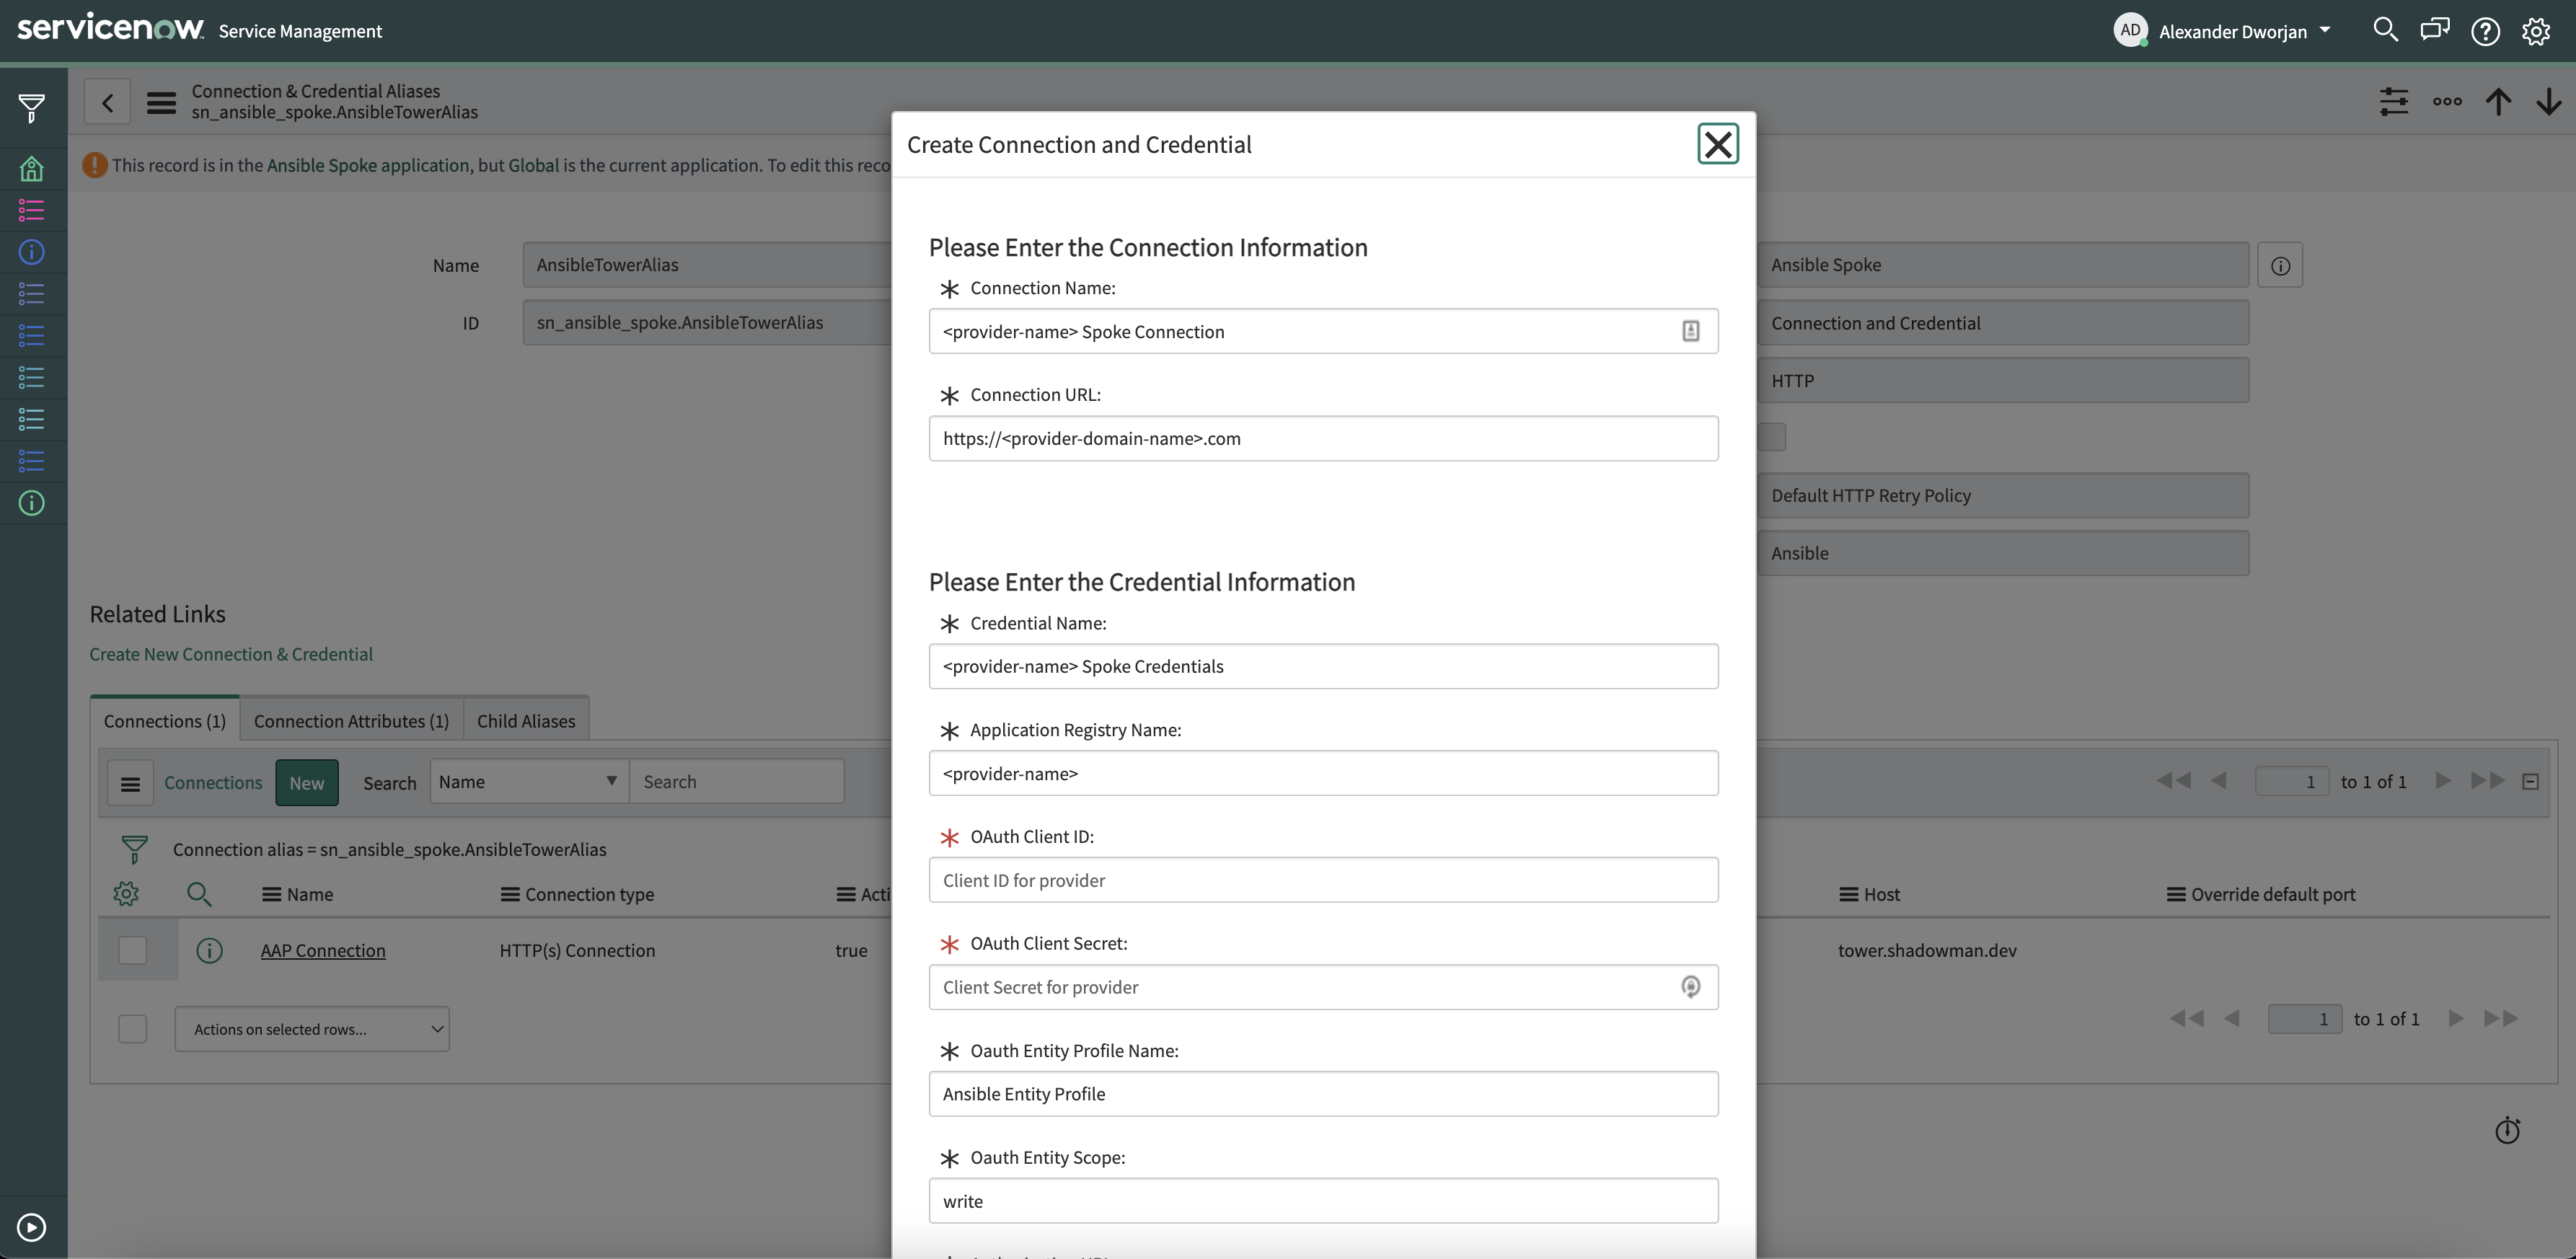 servicenow Service Management
AD Alexander Dworjan
Connection & Credential Aliases
sn_ansible_spoke.AnsibleTowerAlias
This record is in the Ansible Spoke application, but Global is the current application. To edit this reco
Name
AnsibleTowerAlias
ID
sn_ansible_spoke.AnsibleTowerAlias
Ansible Spoke
Connection and Credential
HTTP
Default HTTP Retry Policy
Ansible
Create Connection and Credential
Please Enter the Connection Information
Connection Name:
<provider-name> Spoke Connection
Connection URL:
https://<provider-domain-name>.com
Please Enter the Credential Information
Credential Name:
<provider-name> Spoke Credentials
Application Registry Name:
<provider-name>
OAuth Client ID:
Client ID for provider
OAuth Client Secret:
Client Secret for provider
Oauth Entity Profile Name:
Ansible Entity Profile
Oauth Entity Scope:
write
Related Links
Create New Connection & Credential
Connections (1) Connection Attributes (1) Child Aliases
Connections New Search Name Search 1 to 1 of 1
Connection alias = sn_ansible_spoke.AnsibleTowerAlias
Name Connection type Acti Host Override default port
AAP Connection HTTP(s) Connection true tower.shadowman.dev
Actions on selected rows... 1 to 1 of 1